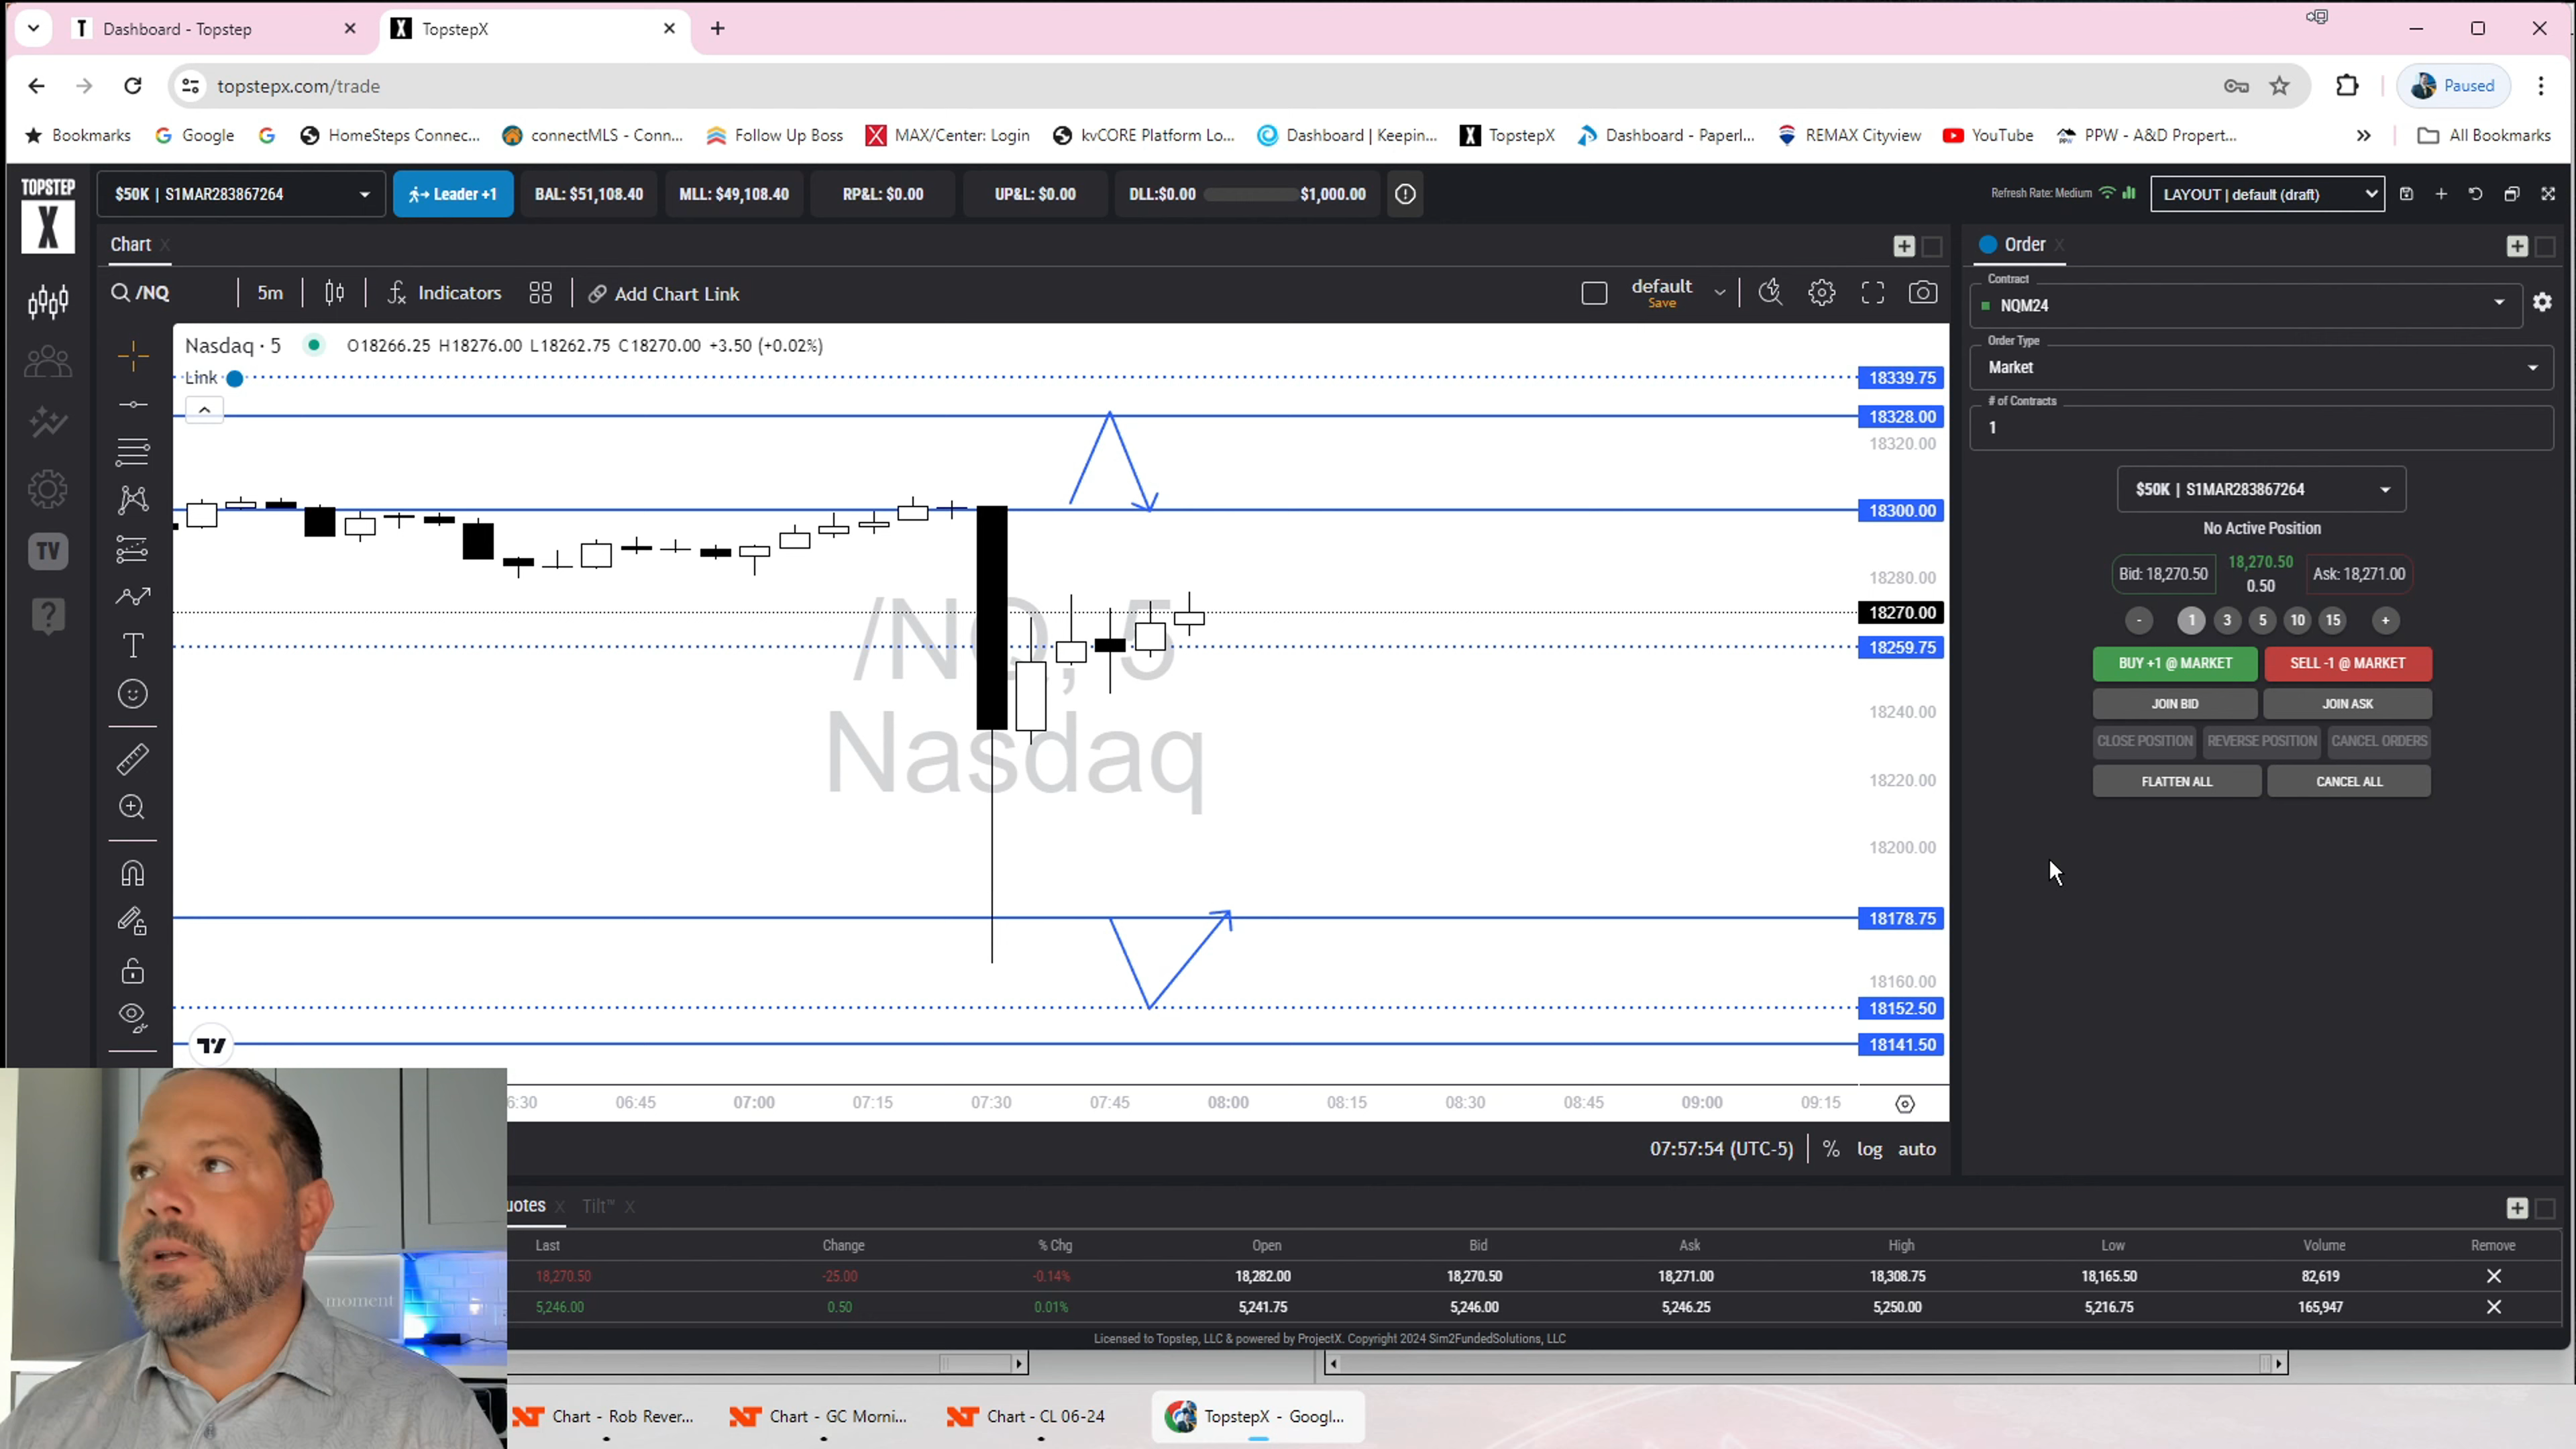 Dashboard - Topstep
TopstepX
topstepx.com/trade
Paused
Bookmarks
Google
HomeSteps Connec...
connectMLS - Conn...
Follow Up Boss
MAX/Center: Login
kvCORE Platform Lo...
Dashboard | Keepin...
TopstepX
Dashboard - Paperl...
REMAX Cityview
YouTube
PPW - A&D Propert...
All Bookmarks
TOPSTEP
X
$50K | S1MAR283867264
Leader +1
BAL: $51,108.40
MLL: $49,108.40
RP&L: $0.00
UP&L: $0.00
DLL:$0.00
$1,000.00
Refresh Rate: Medium
LAYOUT | default (draft)
Chart
Order
/NQ
5m
Indicators
Add Chart Link
default
Save
Contract
NQM24
Order Type
Market
# of Contracts
1
Nasdaq · 5
O18266.25 H18276.00 L18262.75 C18270.00 +3.50 (+0.02%)
Link
18339.75
18328.00
18320.00
18300.00
18280.00
18270.00
18259.75
18240.00
18220.00
18200.00
18178.75
18160.00
18152.50
18141.50
/NQ, 5
Nasdaq
$50K | S1MAR283867264
No Active Position
Bid: 18,270.50
18,270.50
0.50
Ask: 18,271.00
- 1 3 5 10 15 +
BUY +1 @ MARKET
SELL -1 @ MARKET
JOIN BID
JOIN ASK
CLOSE POSITION
REVERSE POSITION
CANCEL ORDERS
FLATTEN ALL
CANCEL ALL
TV
6:30 06:45 07:00 07:15 07:30 07:45 08:00 08:15 08:30 08:45 09:00 09:15
07:57:54 (UTC-5)
% log auto
uotes
Tilt™
Last Change % Chg Open Bid Ask High Low Volume Remove
18,270.50 -25.00 -0.14% 18,282.00 18,270.50 18,271.00 18,308.75 18,165.50 82,619
5,246.00 0.50 0.01% 5,241.75 5,246.00 5,246.25 5,250.00 5,216.75 165,947
Licensed to Topstep, LLC & powered by ProjectX. Copyright 2024 Sim2FundedSolutions, LLC
moment
Chart - Rob Rever...
Chart - GC Morni...
Chart - CL 06-24
TopstepX - Googl...